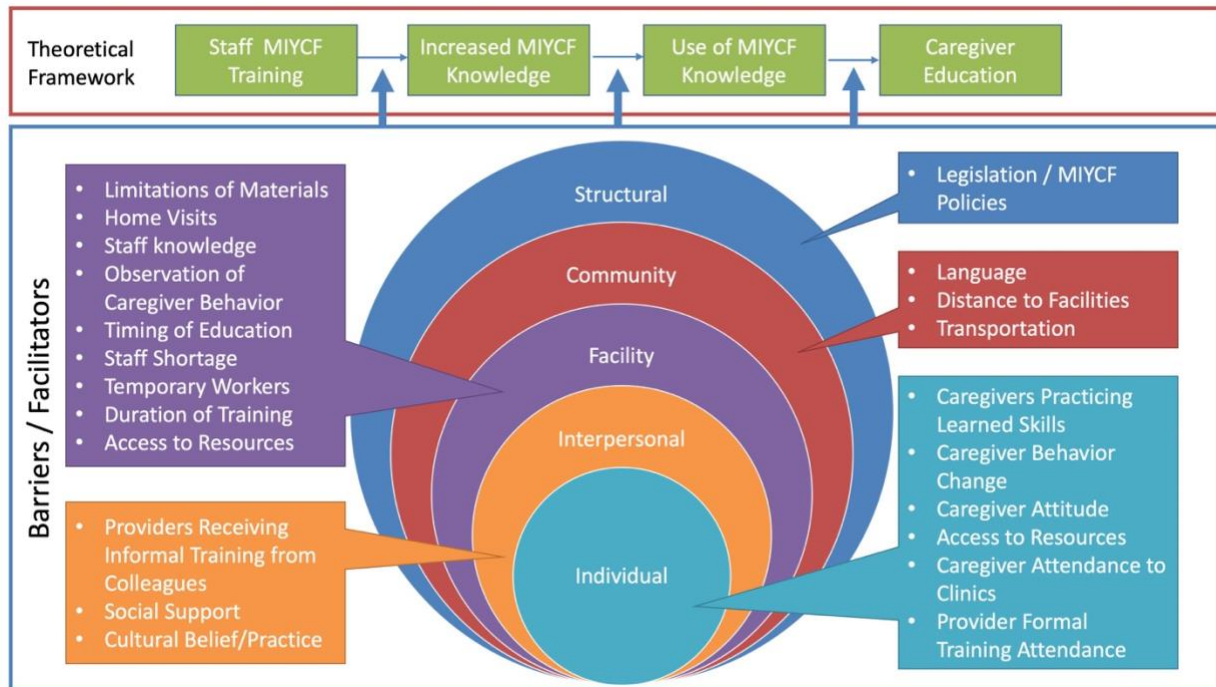 Theoretical
Framework
Staff MIYCF
Training
Increased MIYCF
Knowledge
Use of MIYCF
Knowledge
Caregiver
Education
Barriers / Facilitators
• Limitations of Materials
• Home Visits
• Staff knowledge
• Observation of
Caregiver Behavior
• Timing of Education
• Staff Shortage
• Temporary Workers
• Duration of Training
• Access to Resources
• Providers Receiving
Informal Training from
Colleagues
• Social Support
• Cultural Belief/Practice
Structural
Community
Facility
Interpersonal
Individual
• Legislation / MIYCF
Policies
• Language
• Distance to Facilities
• Transportation
• Caregivers Practicing
Learned Skills
• Caregiver Behavior
Change
• Caregiver Attitude
• Access to Resources
• Caregiver Attendance to
Clinics
• Provider Formal
Training Attendance